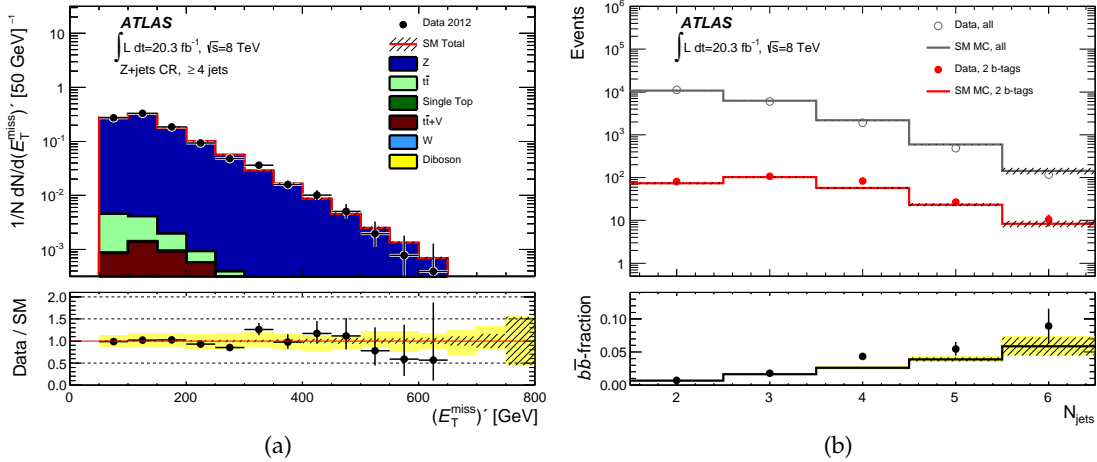 ATLAS
∫ L dt=20.3 fb⁻¹, √s=8 TeV
Z+jets CR, ≥ 4 jets
Data 2012
SM Total
Z
tt̄
Single Top
tt̄+V
W
Diboson
1/N dN/d(E_T^miss)´ [50 GeV]⁻¹
10
1
10⁻¹
10⁻²
10⁻³
Data / SM
2.0
1.5
1.0
0.5
0.0
0 200 400 600 800
(E_T^miss)´ [GeV]
(a)
ATLAS
∫ L dt=20.3 fb⁻¹, √s=8 TeV
Data, all
SM MC, all
Data, 2 b-tags
SM MC, 2 b-tags
Events
10⁶
10⁵
10⁴
10³
10²
10
1
bb̄-fraction
0.10
0.05
0.00
2 3 4 5 6
N_jets
(b)